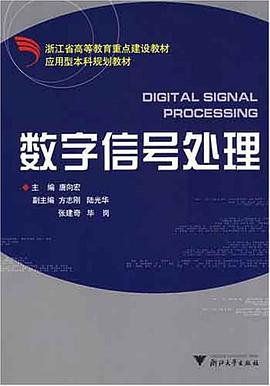 浙江省高等教育重点建设教材
应用型本科规划教材
DIGITAL SIGNAL
PROCESSING
数字信号处理
主 编 唐向宏
副主编 方志刚 陆光华
张建奇 毕 岗
浙江大学出版社
ZHEJIANG UNIVERSITY PRESS